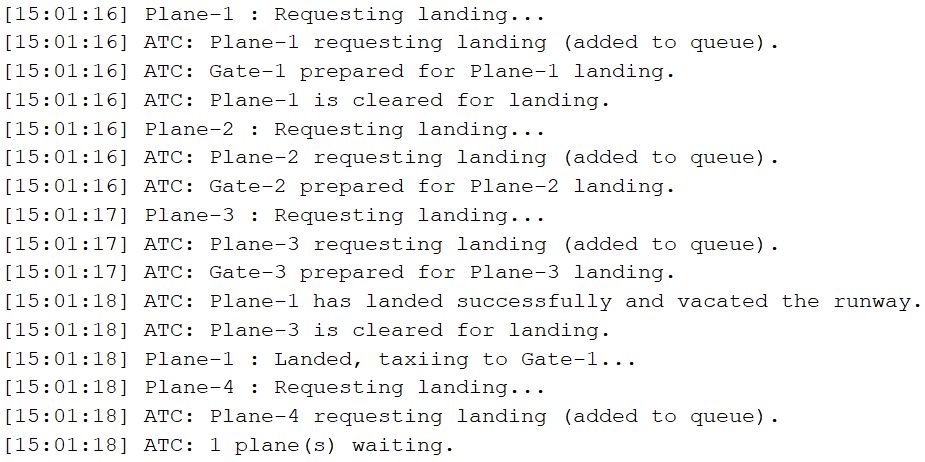 [15:01:16] Plane-1 : Requesting landing...
[15:01:16] ATC: Plane-1 requesting landing (added to queue).
[15:01:16] ATC: Gate-1 prepared for Plane-1 landing.
[15:01:16] ATC: Plane-1 is cleared for landing.
[15:01:16] Plane-2 : Requesting landing...
[15:01:16] ATC: Plane-2 requesting landing (added to queue).
[15:01:16] ATC: Gate-2 prepared for Plane-2 landing.
[15:01:17] Plane-3 : Requesting landing...
[15:01:17] ATC: Plane-3 requesting landing (added to queue).
[15:01:17] ATC: Gate-3 prepared for Plane-3 landing.
[15:01:18] ATC: Plane-1 has landed successfully and vacated the runway.
[15:01:18] ATC: Plane-3 is cleared for landing.
[15:01:18] Plane-1 : Landed, taxiing to Gate-1...
[15:01:18] Plane-4 : Requesting landing...
[15:01:18] ATC: Plane-4 requesting landing (added to queue).
[15:01:18] ATC: 1 plane(s) waiting.